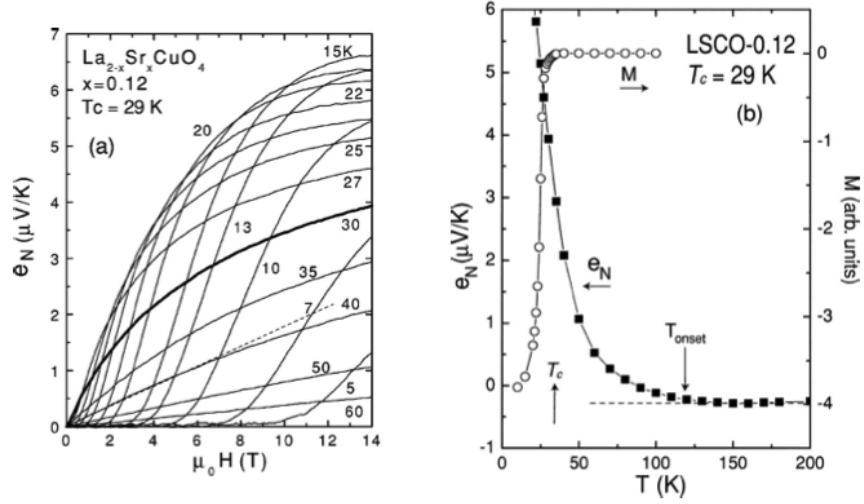 La2-xSrxCuO4
x=0.12
Tc = 29 K
(a)
15K
22
20
25
27
13
30
10
35
7
40
50
5
60
7
6
5
4
3
2
1
0
eN (μV/K)
0
2
4
6
8
10
12
14
μ0H (T)
LSCO-0.12
Tc = 29 K
(b)
M
eN
Tonset
Tc
6
5
4
3
2
1
0
-1
eN (μV/K)
0
-1
-2
-3
-4
M (arb. units)
0
50
100
150
200
T (K)